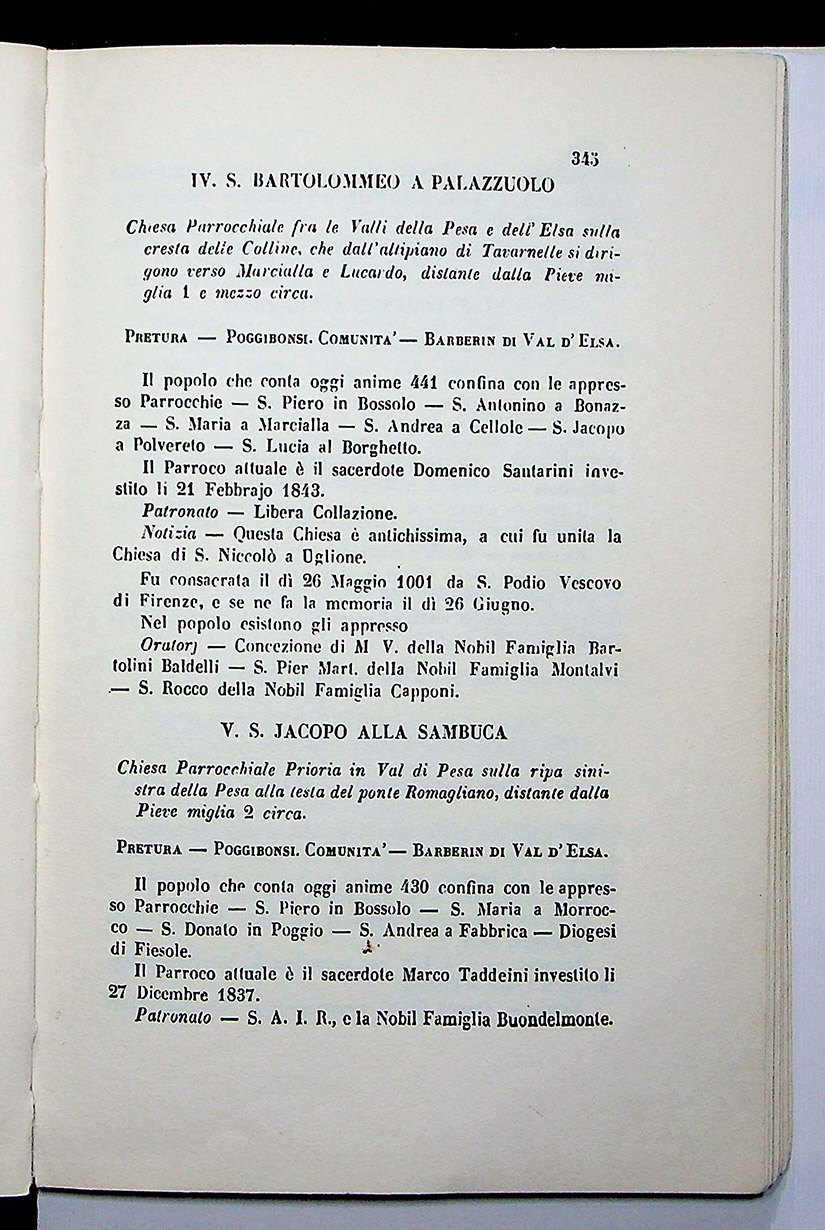 345
IV. S. BARTOLOMMEO A PALAZZUOLO
Chiesa Parrocchiale fra le Valli della Pesa e dell' Elsa sulla
cresta delle Colline, che dall'altipiano di Tavarnelle si diri-
gono verso Marcialla e Lucardo, distante dalla Pieve mi-
glia 1 e mezzo circa.
PRETURA — POGGIBONSI. COMUNITA' — BARBERIN DI VAL D' ELSA.
Il popolo che conta oggi anime 441 confina con le appres-
so Parrocchie — S. Piero in Bossolo — S. Antonino a Bonaz-
za — S. Maria a Marcialla — S. Andrea a Cellole — S. Jacopo
a Polvereto — S. Lucia al Borghetto.
Il Parroco attuale è il sacerdote Domenico Santarini inve-
stito li 21 Febbrajo 1843.
Patronato — Libera Collazione.
Notizia — Questa Chiesa è antichissima, a cui fu unita la
Chiesa di S. Niccolò a Uglione.
Fu consacrata il dì 26 Maggio 1001 da S. Podio Vescovo
di Firenze, e se ne fa la memoria il dì 26 Giugno.
Nel popolo esistono gli appresso
Oratorj — Concezione di M V. della Nobil Famiglia Bar-
tolini Baldelli — S. Pier Mart. della Nobil Famiglia Montalvi
— S. Rocco della Nobil Famiglia Capponi.
V. S. JACOPO ALLA SAMBUCA
Chiesa Parrocchiale Prioria in Val di Pesa sulla ripa sini-
stra della Pesa alla testa del ponte Romagliano, distante dalla
Pieve miglia 2 circa.
PRETURA — POGGIBONSI. COMUNITA' — BARBERIN DI VAL D' ELSA.
Il popolo che conta oggi anime 430 confina con le appres-
so Parrocchie — S. Piero in Bossolo — S. Maria a Morroc-
co — S. Donato in Poggio — S. Andrea a Fabbrica — Diogesi
di Fiesole.
Il Parroco attuale è il sacerdote Marco Taddeini investito li
27 Dicembre 1837.
Patronato — S. A. I. R., e la Nobil Famiglia Buondelmonte.